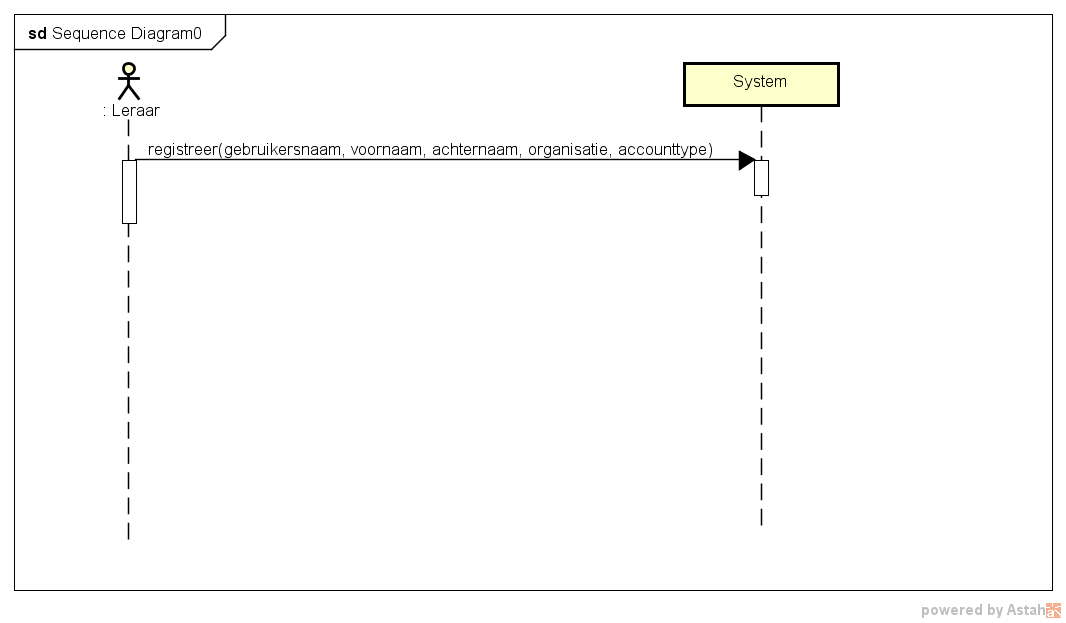 sd Sequence Diagram0
System
: Leraar
registreer(gebruikersnaam, voornaam, achternaam, organisatie, accounttype)
powered by Astah